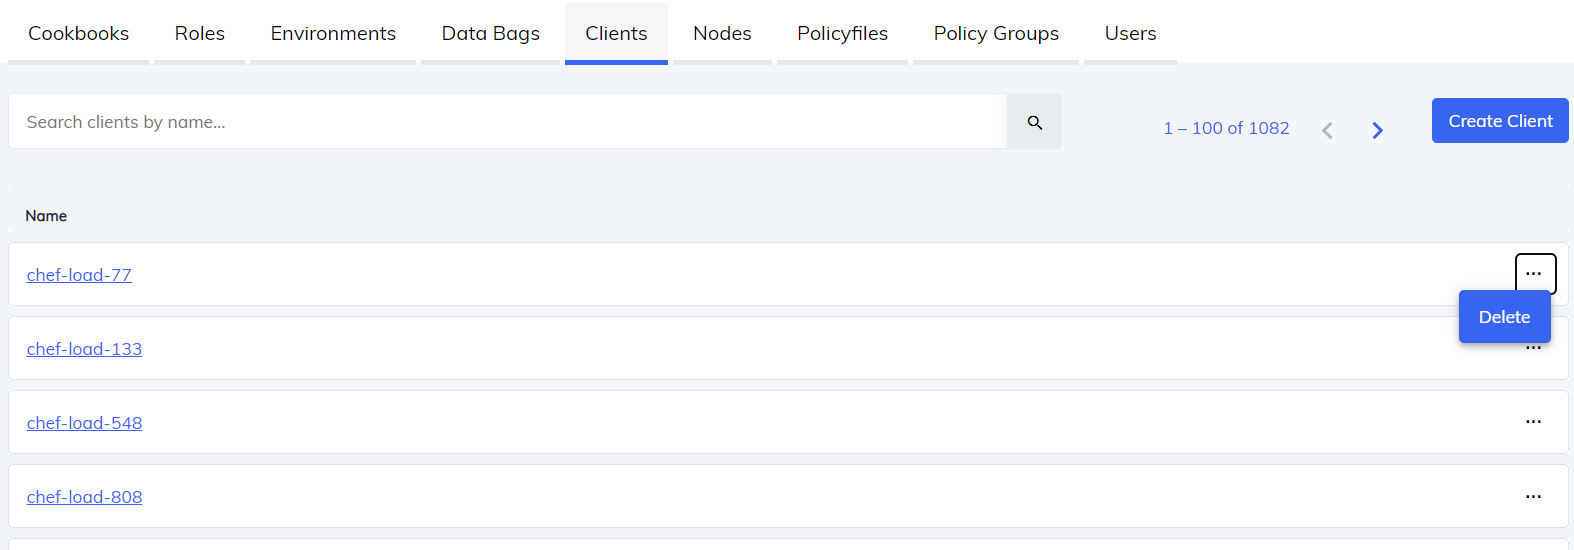 Cookbooks Roles Environments Data Bags Clients Nodes Policyfiles Policy Groups Users
Search clients by name...
1 – 100 of 1082
Create Client
Name
chef-load-77
...
Delete
chef-load-133
...
chef-load-548
...
chef-load-808
...